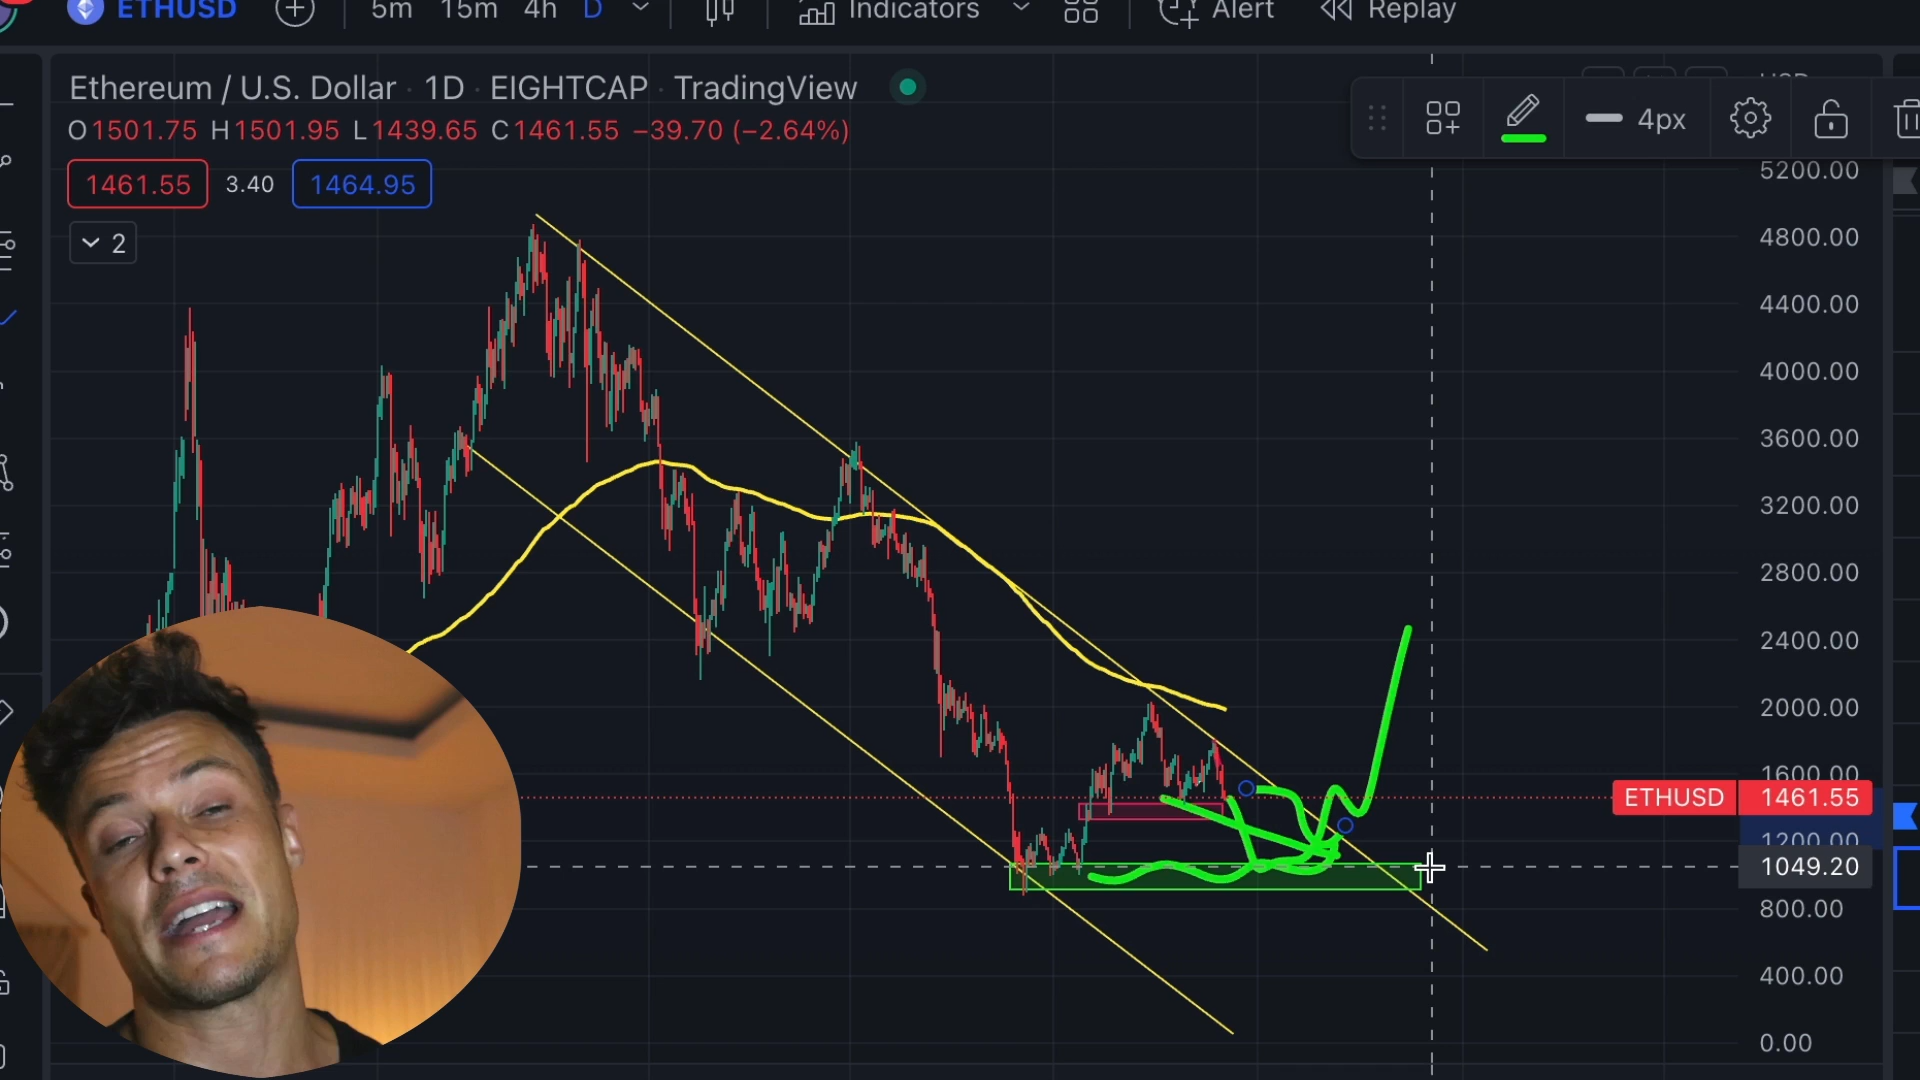 ETHUSD 5m 15m 4h D Indicators Alert Replay
Ethereum / U.S. Dollar · 1D · EIGHTCAP · TradingView
O1501.75 H1501.95 L1439.65 C1461.55 −39.70 (−2.64%)
4px
1461.55 3.40 1464.95
2
5200.00
4800.00
4400.00
4000.00
3600.00
3200.00
2800.00
2400.00
2000.00
1600.00
ETHUSD 1461.55
1200.00
1049.20
800.00
400.00
0.00